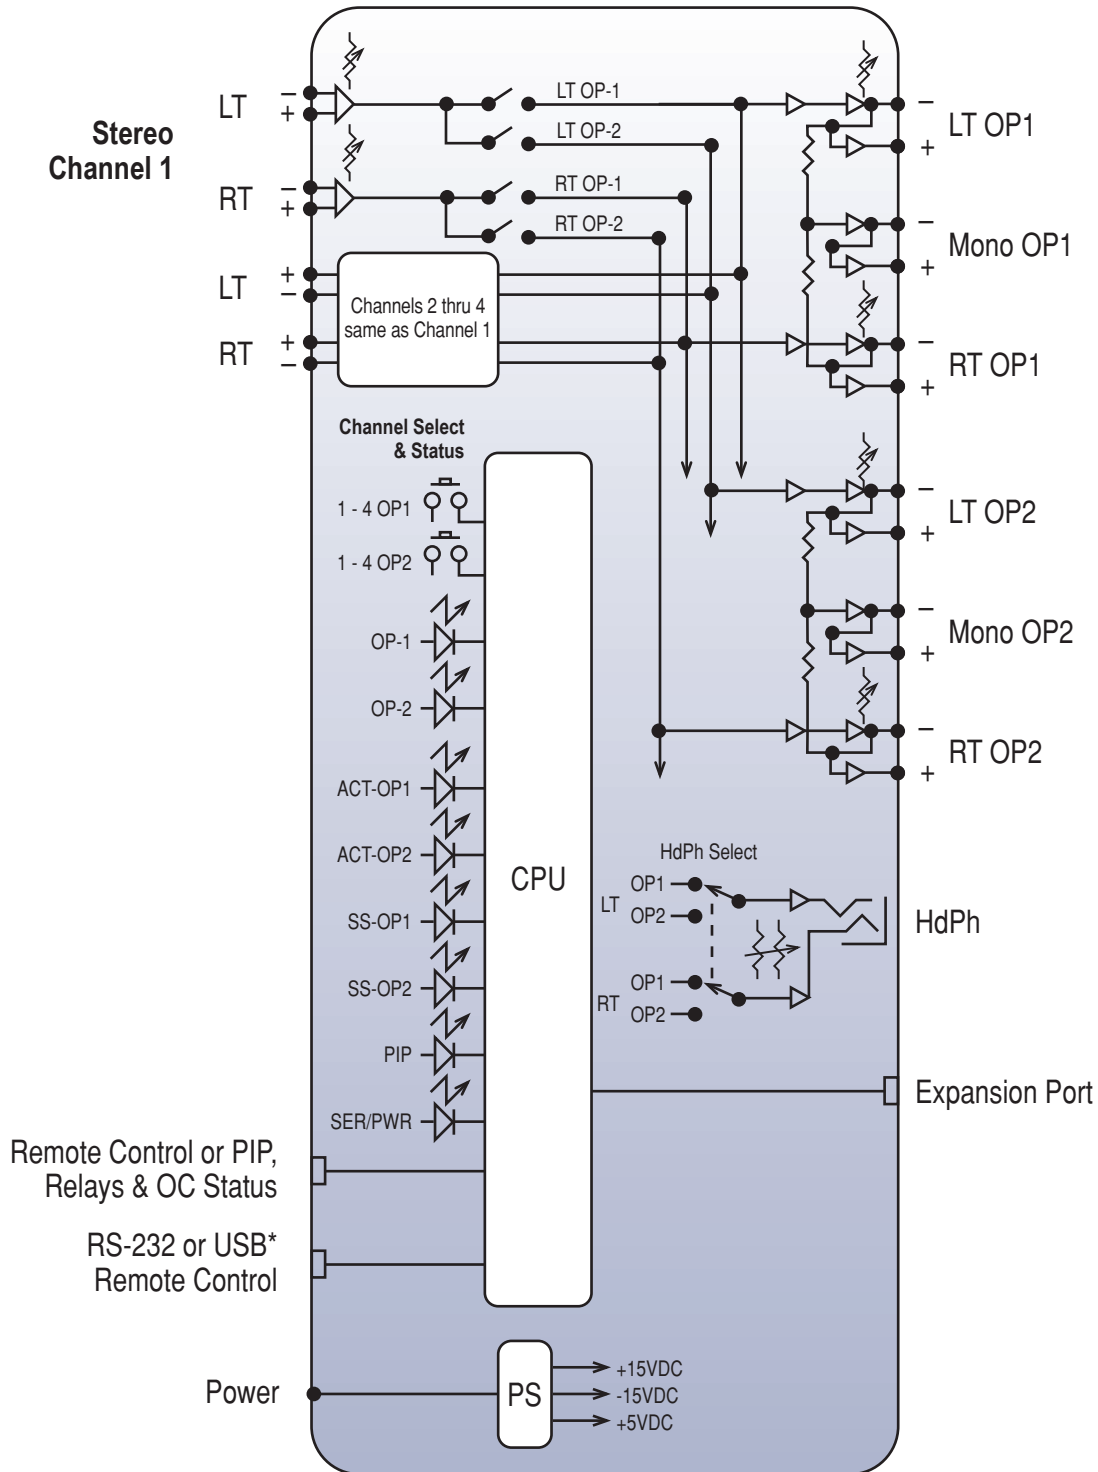 Stereo
Channel 1
LT
−
+
RT
−
+
LT
+
−
RT
+
−
LT OP-1
LT OP-2
RT OP-1
RT OP-2
Channels 2 thru 4
same as Channel 1
−
LT OP1
+
−
Mono OP1
+
−
RT OP1
+
−
LT OP2
+
−
Mono OP2
+
−
RT OP2
+
Channel Select
& Status
1 - 4 OP1
1 - 4 OP2
OP-1
OP-2
ACT-OP1
ACT-OP2
SS-OP1
SS-OP2
PIP
SER/PWR
CPU
HdPh Select
LT
OP1
OP2
RT
OP1
OP2
HdPh
Expansion Port
Remote Control or PIP,
Relays & OC Status
RS-232 or USB*
Remote Control
Power
PS
+15VDC
-15VDC
+5VDC